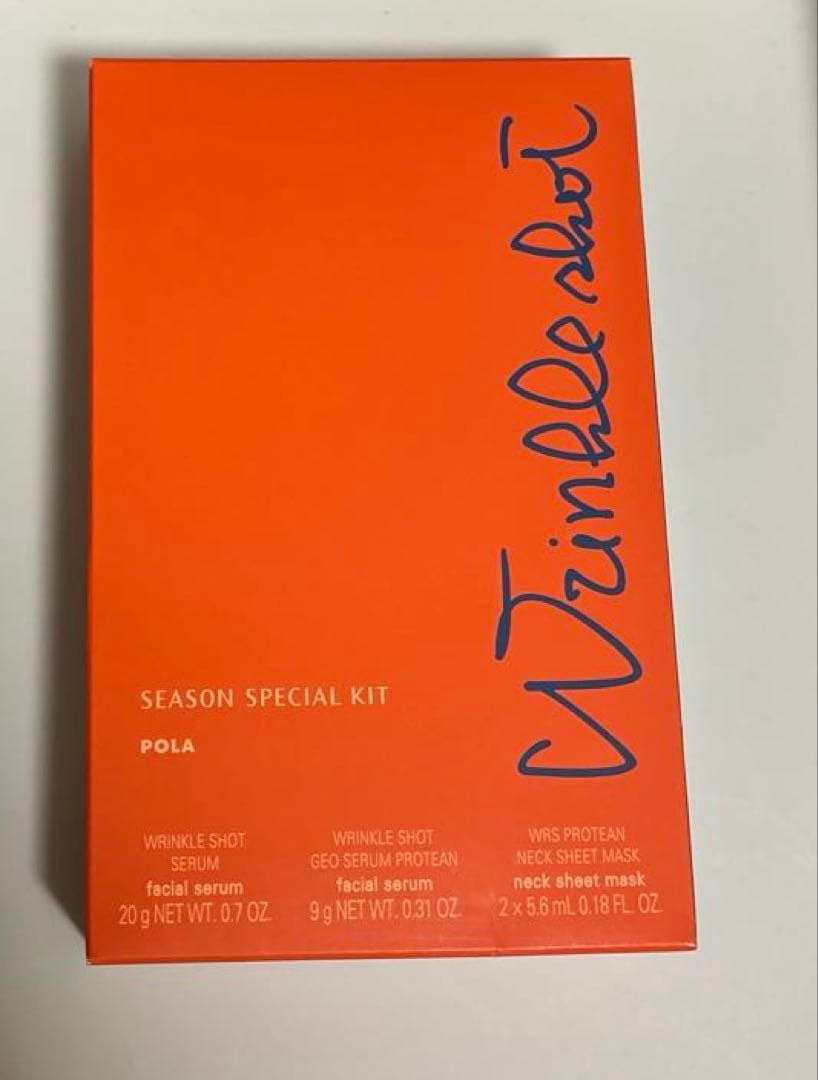 Wrinkle shot
SEASON SPECIAL KIT
POLA
WRINKLE SHOT
SERUM
facial serum
20 g NET WT. 0.7 OZ.
WRINKLE SHOT
GEO SERUM PROTEAN
facial serum
9 g NET WT. 0.31 OZ.
WRS PROTEAN
NECK SHEET MASK
neck sheet mask
2 x 5.6 mL 0.18 FL. OZ.